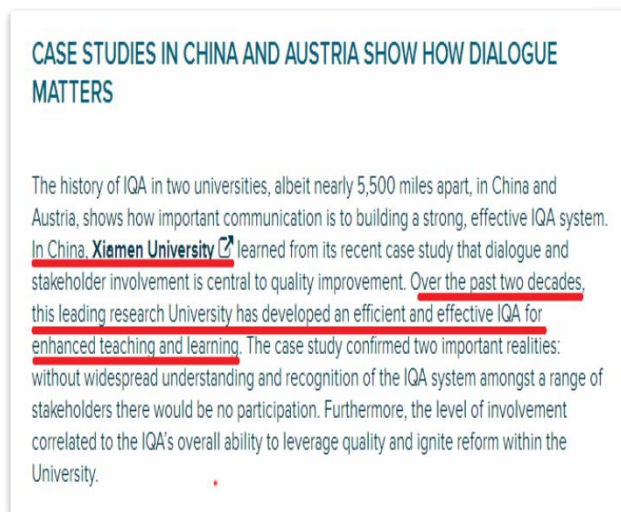 CASE STUDIES IN CHINA AND AUSTRIA SHOW HOW DIALOGUE
MATTERS
The history of IQA in two universities, albeit nearly 5,500 miles apart, in China and
Austria, shows how important communication is to building a strong, effective IQA system.
In China, Xiamen University learned from its recent case study that dialogue and
stakeholder involvement is central to quality improvement. Over the past two decades,
this leading research University has developed an efficient and effective IQA for
enhanced teaching and learning. The case study confirmed two important realities:
without widespread understanding and recognition of the IQA system amongst a range of
stakeholders there would be no participation. Furthermore, the level of involvement
correlated to the IQA's overall ability to leverage quality and ignite reform within the
University.